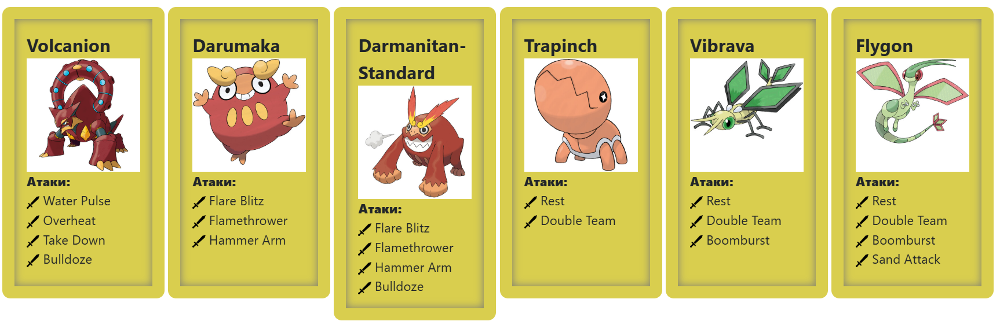 Volcanion
Атаки:
Water Pulse
Overheat
Take Down
Bulldoze
Darumaka
Атаки:
Flare Blitz
Flamethrower
Hammer Arm
Darmanitan-
Standard
Атаки:
Flare Blitz
Flamethrower
Hammer Arm
Bulldoze
Trapinch
Атаки:
Rest
Double Team
Vibrava
Атаки:
Rest
Double Team
Boomburst
Flygon
Атаки:
Rest
Double Team
Boomburst
Sand Attack